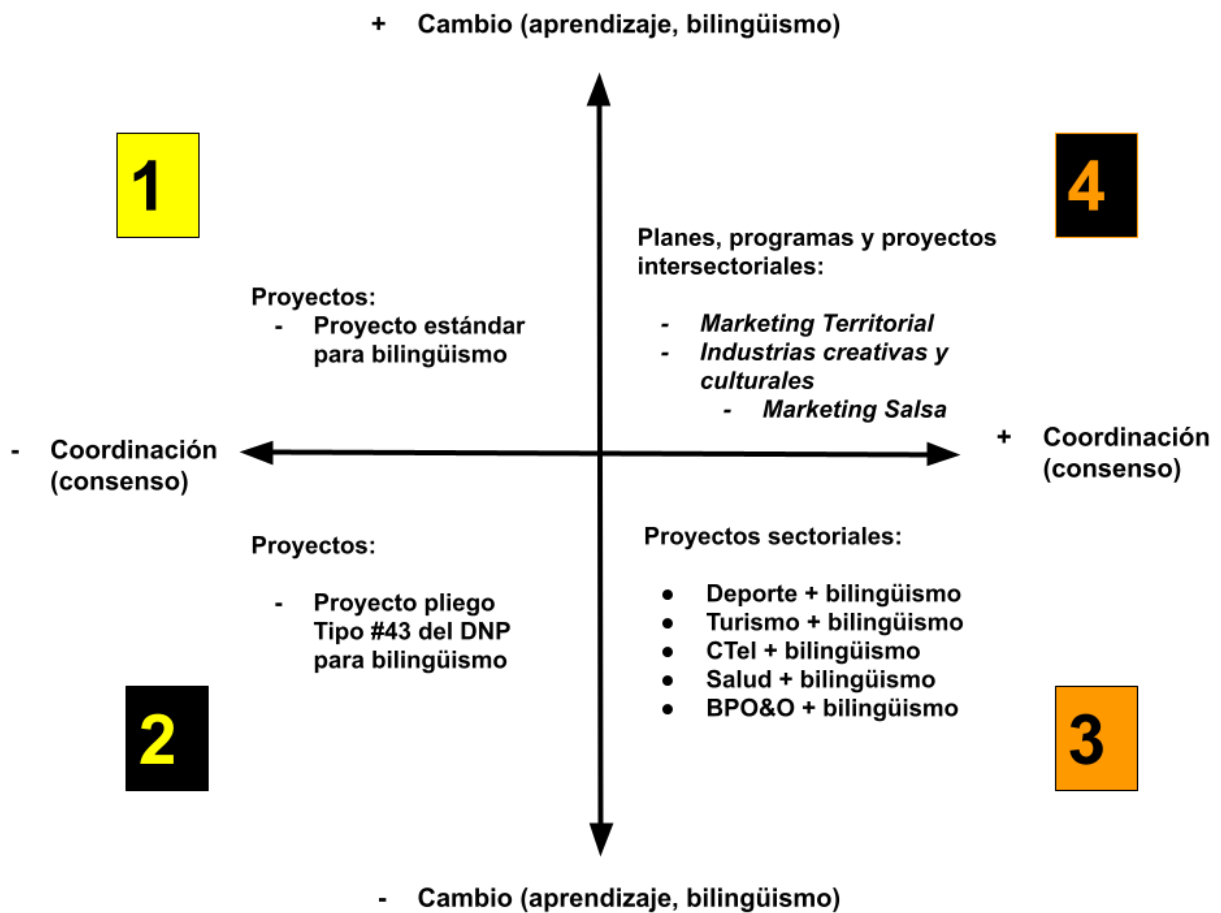 + Cambio (aprendizaje, bilingüismo)
1
4
Planes, programas y proyectos
intersectoriales:
- Marketing Territorial
- Industrias creativas y
culturales
- Marketing Salsa
Proyectos:
- Proyecto estándar
para bilingüismo
- Coordinación
(consenso)
+ Coordinación
(consenso)
Proyectos:
- Proyecto pliego
Tipo #43 del DNP
para bilingüismo
Proyectos sectoriales:
● Deporte + bilingüismo
● Turismo + bilingüismo
● CTeI + bilingüismo
● Salud + bilingüismo
● BPO&O + bilingüismo
2
3
- Cambio (aprendizaje, bilingüismo)